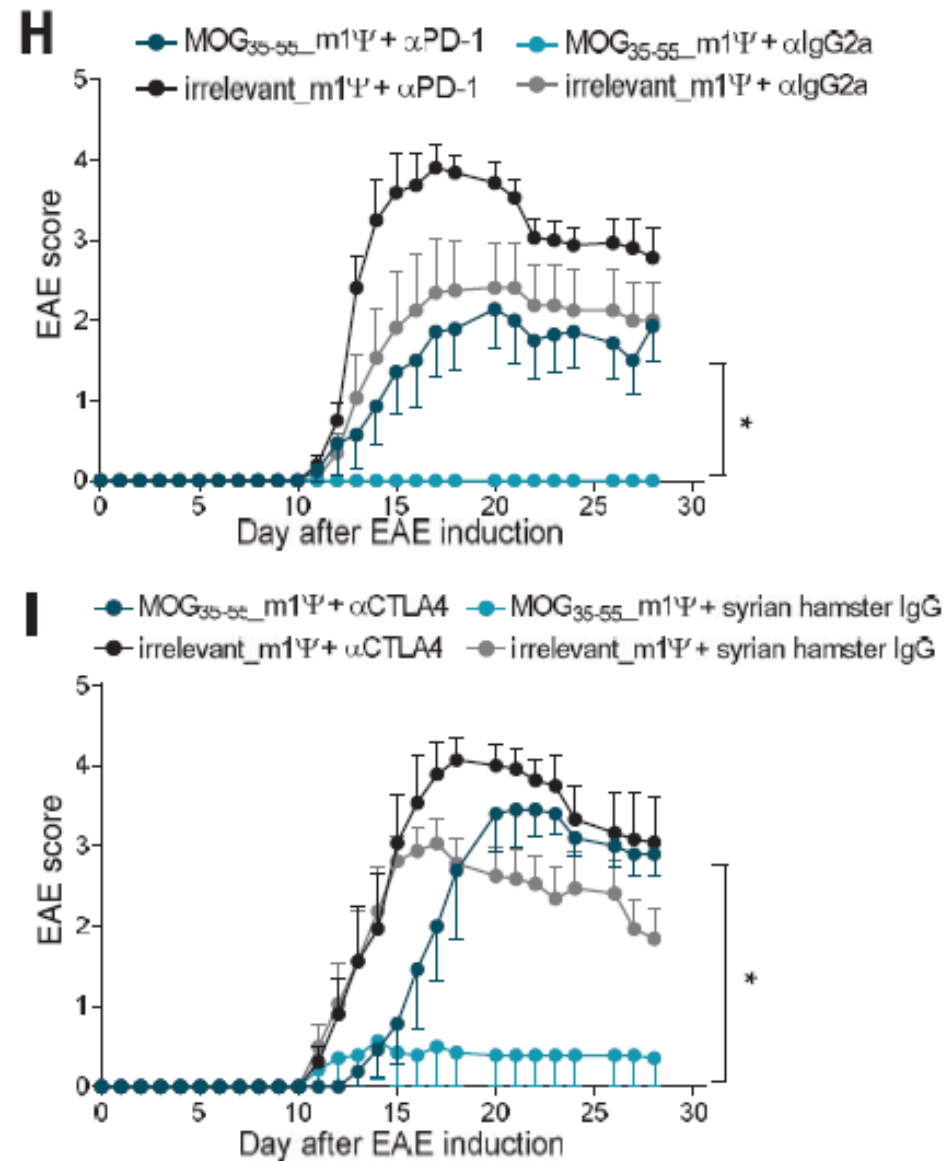 H
MOG35-55_m1Ψ + αPD-1 MOG35-55_m1Ψ + αIgG2a
irrelevant_m1Ψ + αPD-1 irrelevant_m1Ψ + αIgG2a
5
4
3
2
1
0
EAE score
*
0 5 10 15 20 25 30
Day after EAE induction
I
MOG35-55_m1Ψ + αCTLA4 MOG35-55_m1Ψ + syrian hamster IgG
irrelevant_m1Ψ + αCTLA4 irrelevant_m1Ψ + syrian hamster IgG
5
4
3
2
1
0
EAE score
*
0 5 10 15 20 25 30
Day after EAE induction